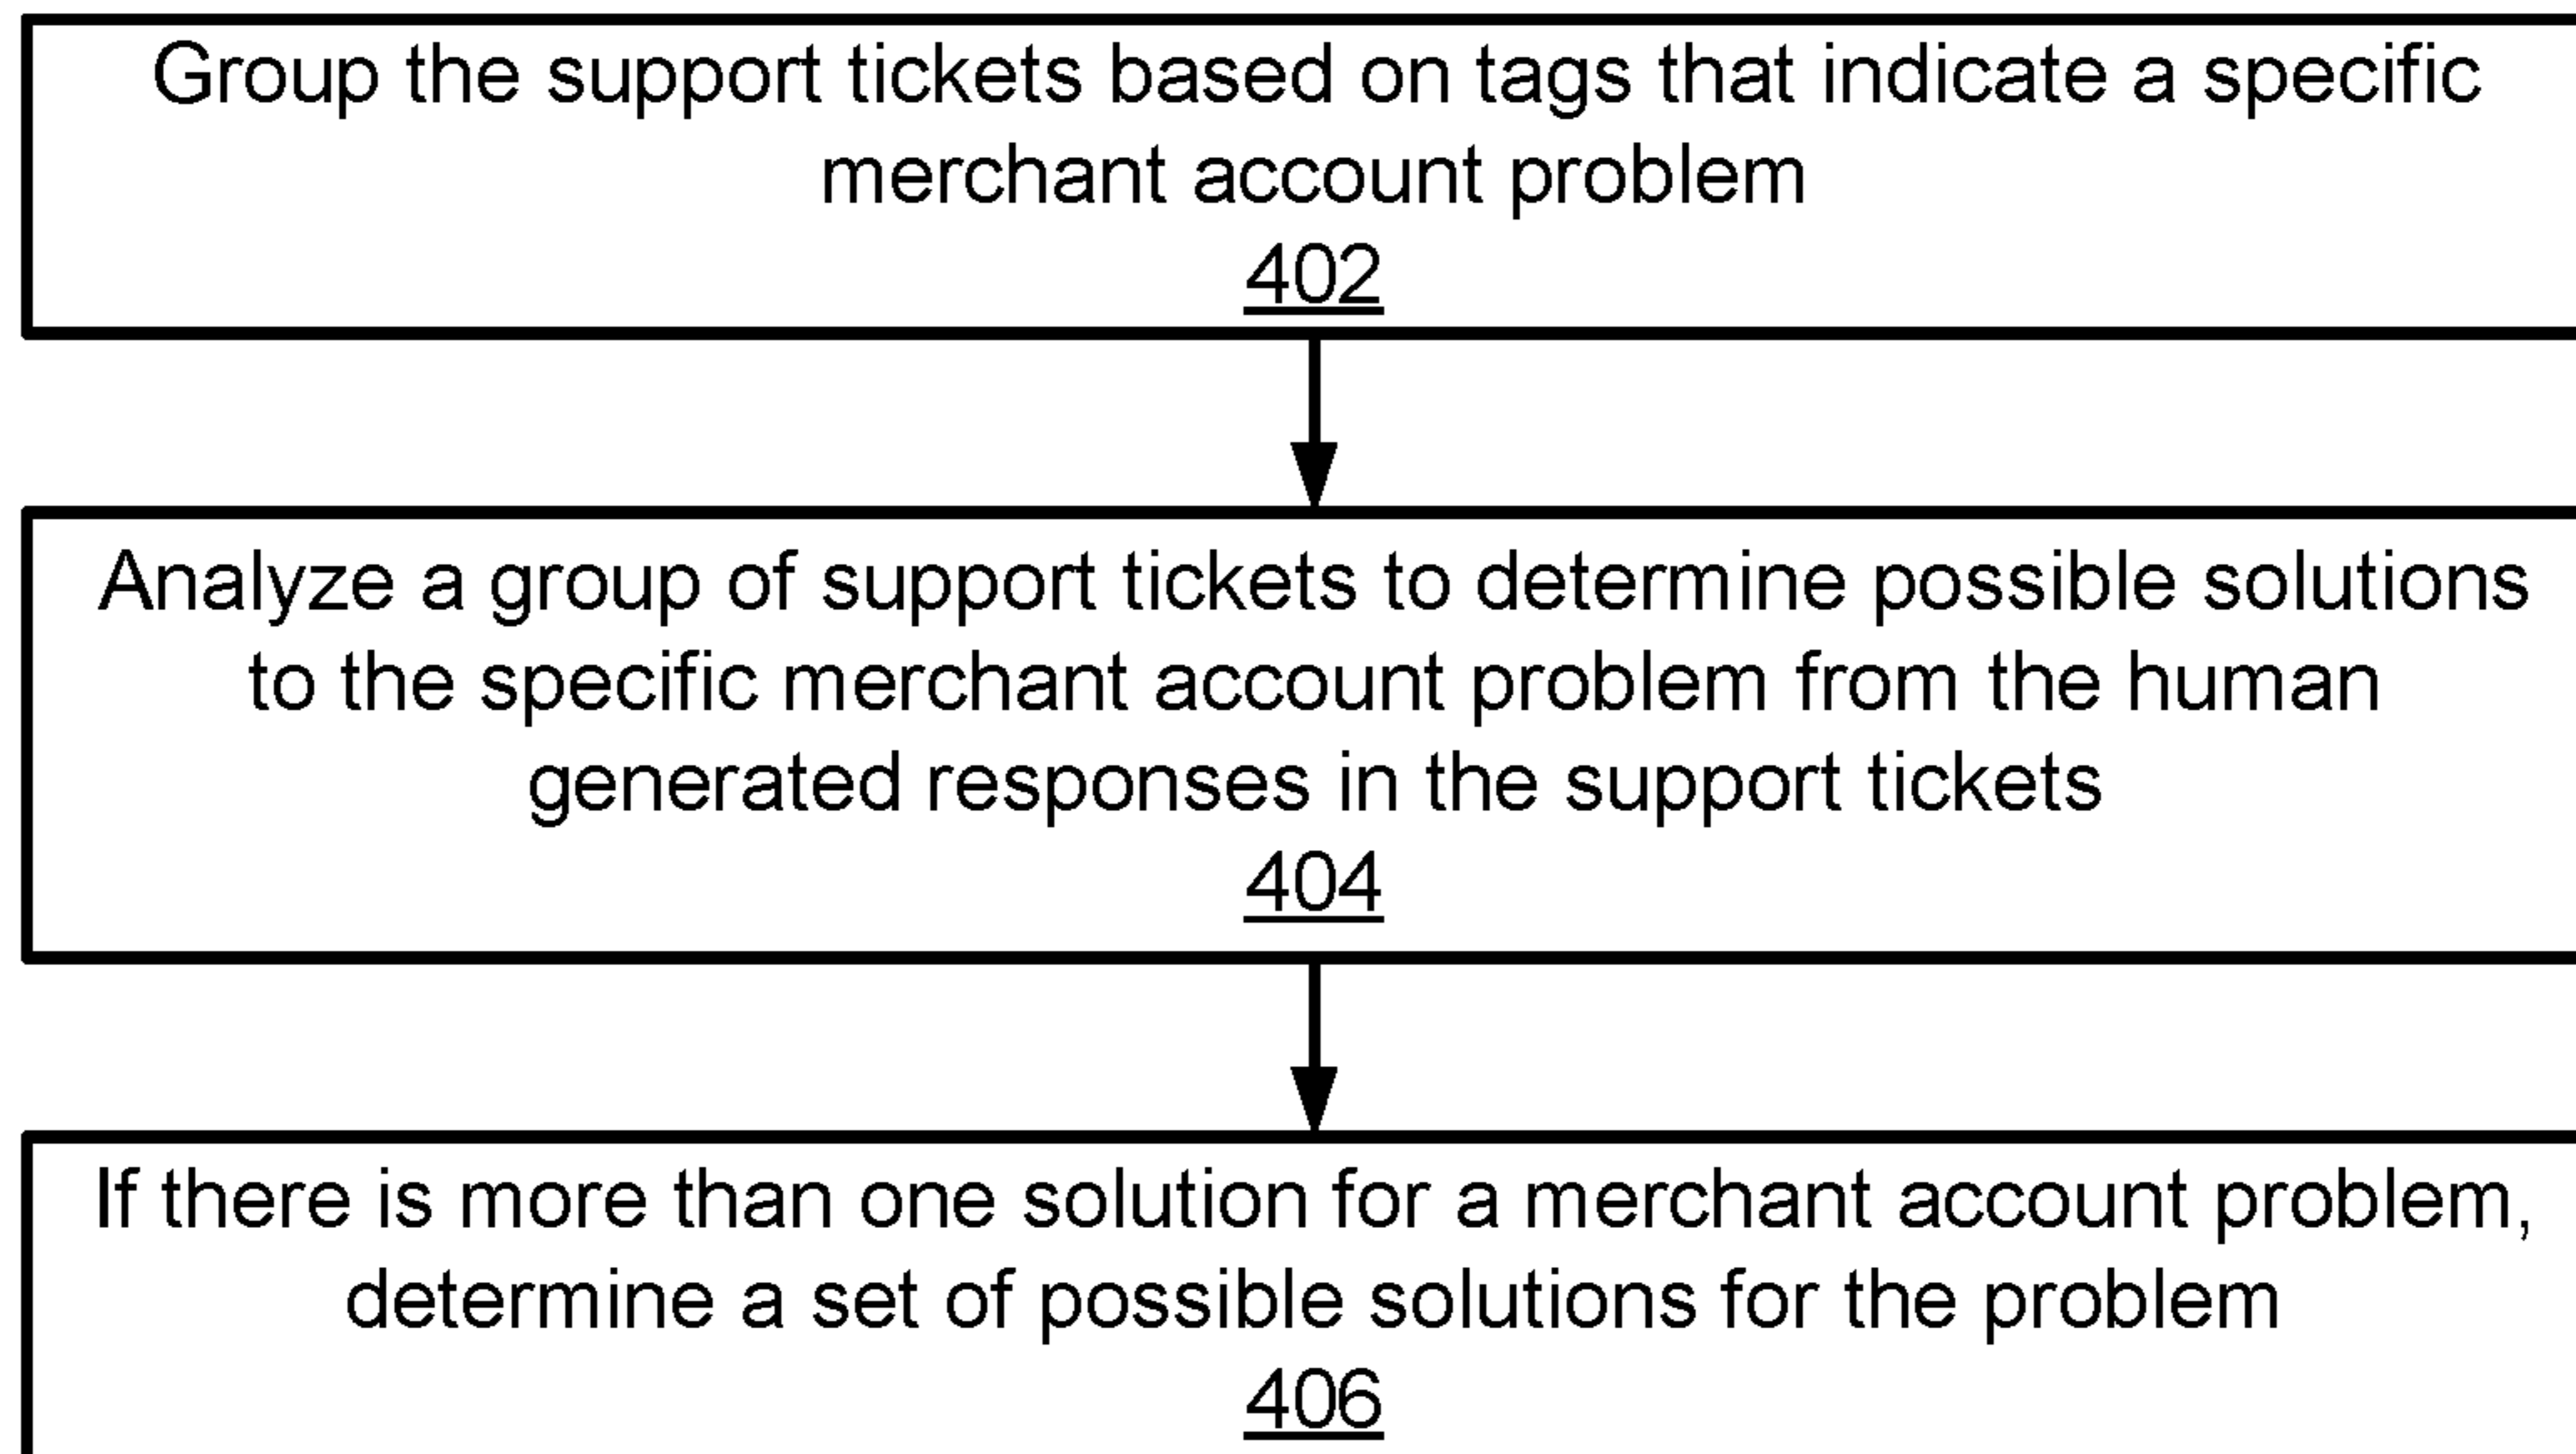 Group the support tickets based on tags that indicate a specific
merchant account problem
402
Analyze a group of support tickets to determine possible solutions
to the specific merchant account problem from the human
generated responses in the support tickets
404
If there is more than one solution for a merchant account problem,
determine a set of possible solutions for the problem
406